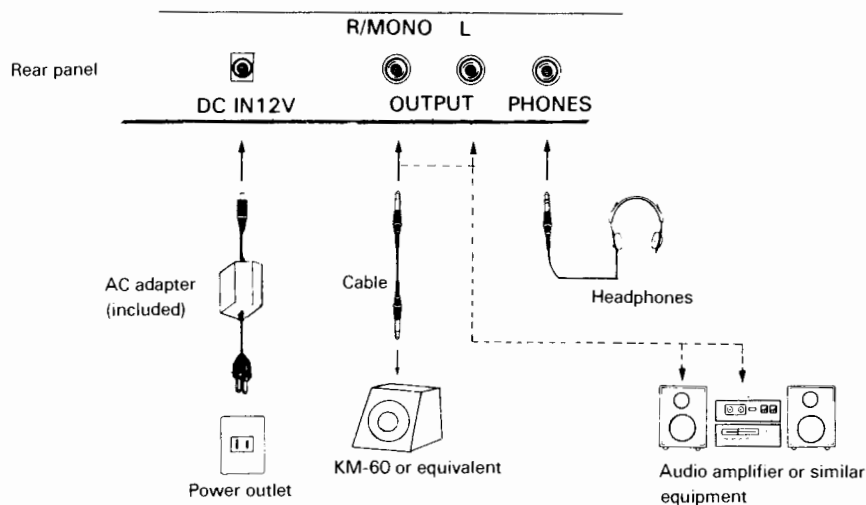 R/MONO L
Rear panel
DC IN12V OUTPUT PHONES
AC adapter
(included)
Cable
Headphones
Power outlet
KM-60 or equivalent
Audio amplifier or similar
equipment